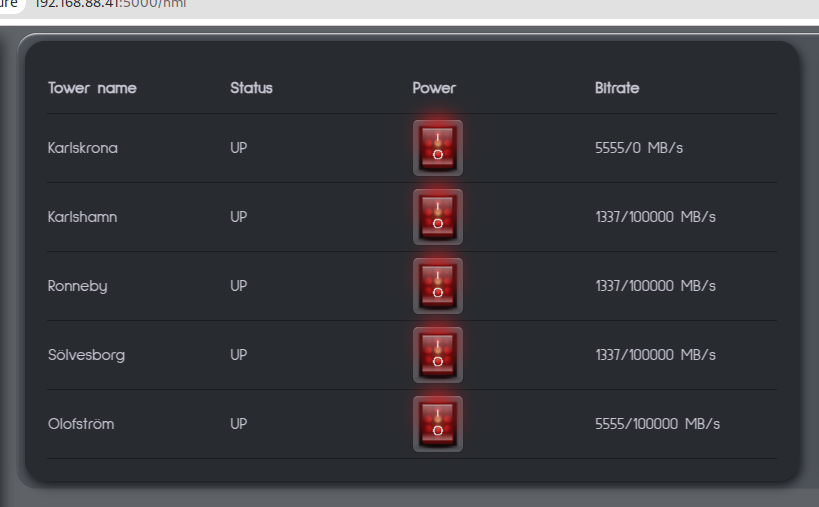 192.168.88.41:5000/hmi
Tower name Status Power Bitrate
Karlskrona UP 5555/0 MB/s
Karlshamn UP 1337/100000 MB/s
Ronneby UP 1337/100000 MB/s
Sölvesborg UP 1337/100000 MB/s
Olofström UP 5555/100000 MB/s